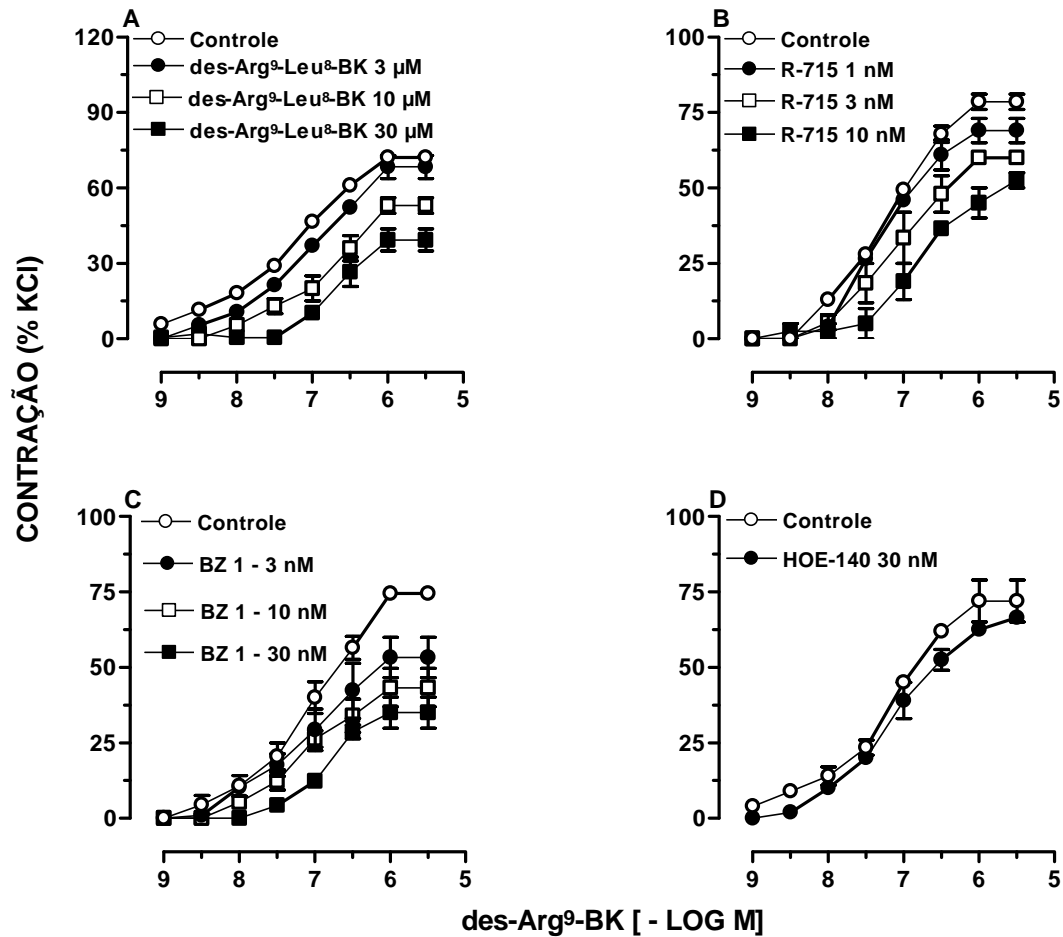 A
Controle
des-Arg⁹-Leu⁸-BK 3 µM
des-Arg⁹-Leu⁸-BK 10 µM
des-Arg⁹-Leu⁸-BK 30 µM
120
90
60
30
0
9 8 7 6 5
B
Controle
R-715 1 nM
R-715 3 nM
R-715 10 nM
100
75
50
25
0
9 8 7 6 5
CONTRAÇÃO (% KCl)
C
Controle
BZ 1 - 3 nM
BZ 1 - 10 nM
BZ 1 - 30 nM
100
75
50
25
0
9 8 7 6 5
D
Controle
HOE-140 30 nM
100
75
50
25
0
9 8 7 6 5
des-Arg⁹-BK [ - LOG M]